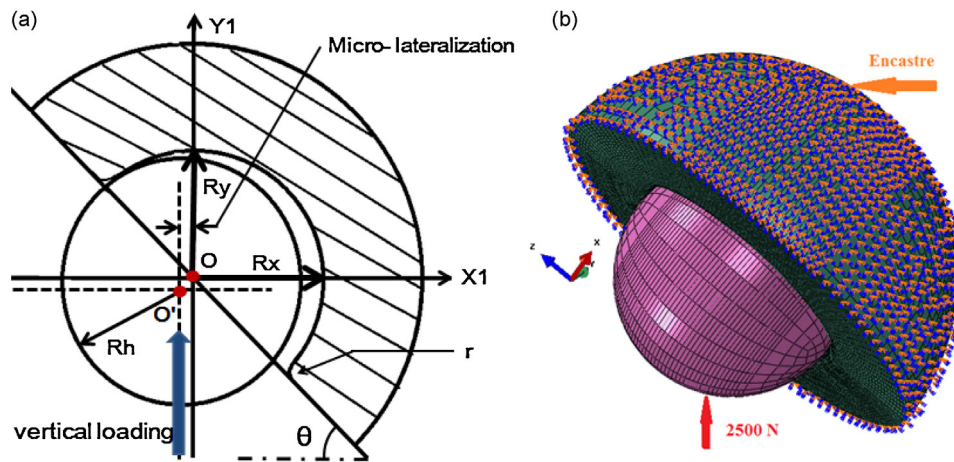 (a)
Y1
Micro- lateralization
Ry
O
Rx
X1
O'
Rh
r
vertical loading
θ
(b)
Encastre
z
x
2500 N